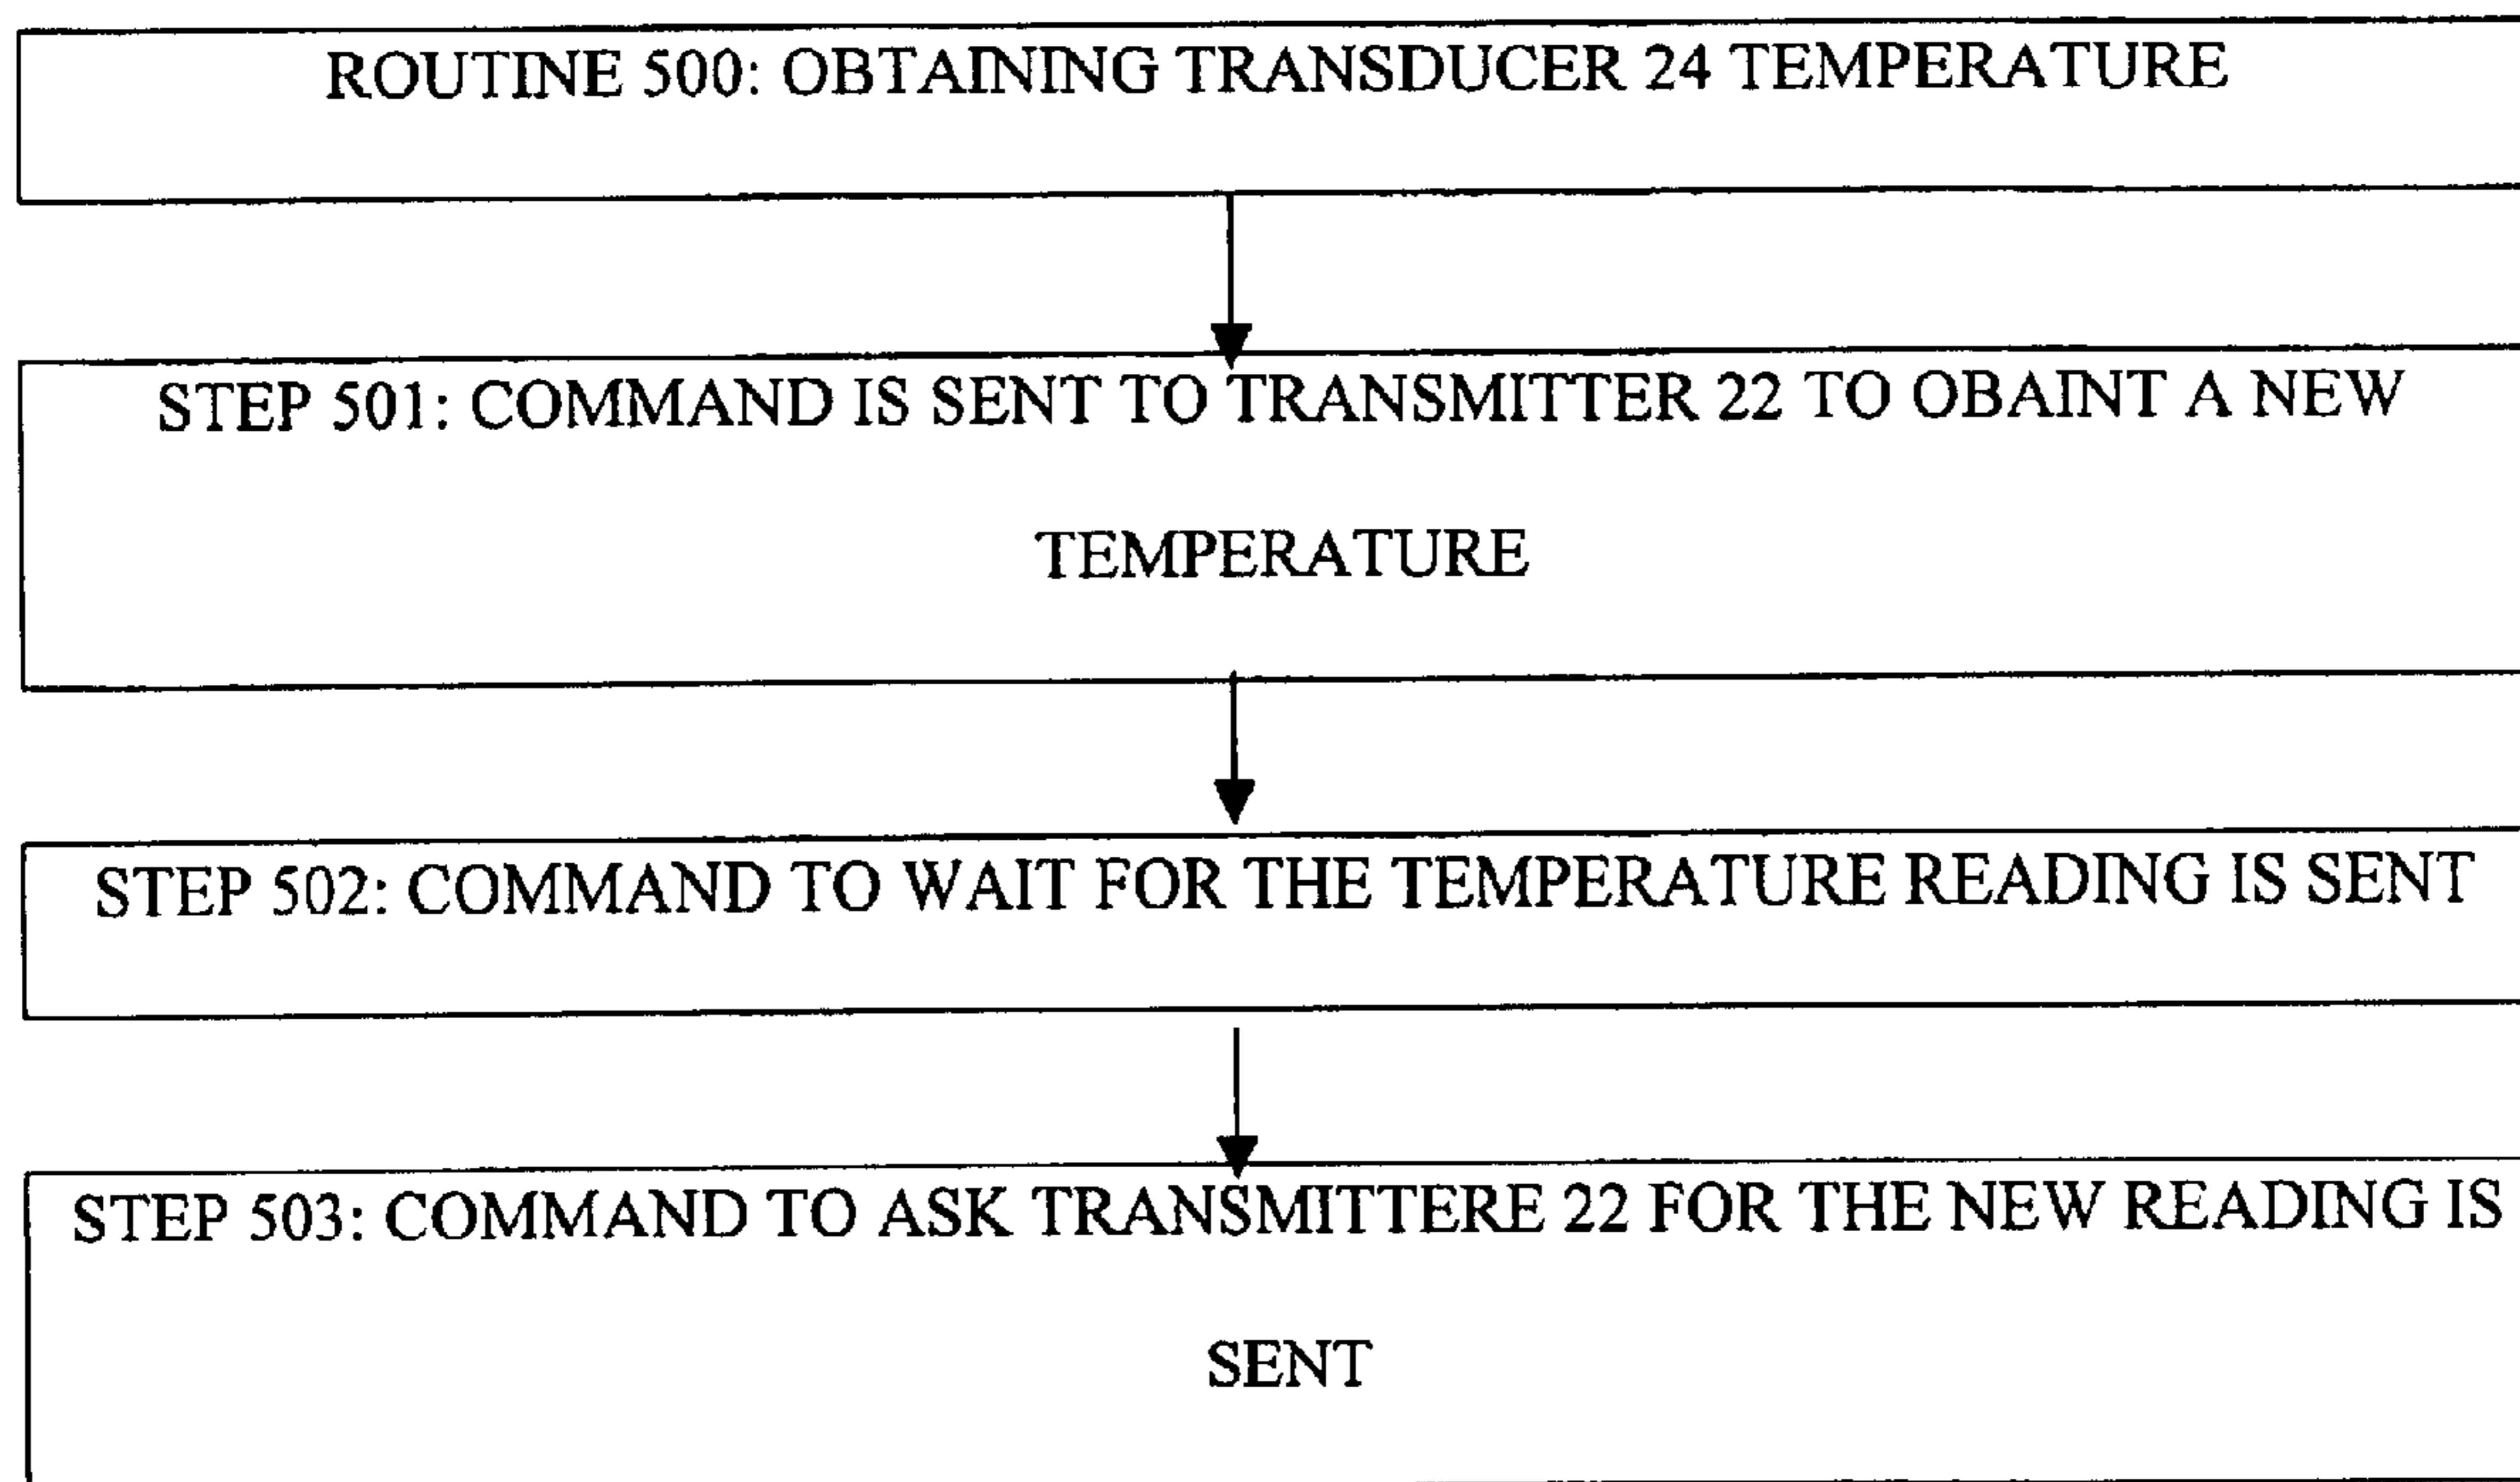 ROUTINE 500: OBTAINING TRANSDUCER 24 TEMPERATURE
STEP 501: COMMAND IS SENT TO TRANSMITTER 22 TO OBAINT A NEW
TEMPERATURE
STEP 502: COMMAND TO WAIT FOR THE TEMPERATURE READING IS SENT
STEP 503: COMMAND TO ASK TRANSMITTERE 22 FOR THE NEW READING IS
SENT